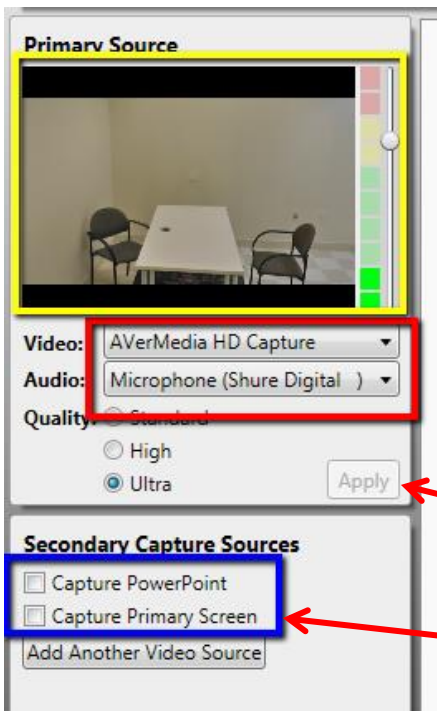 Primary Source
Video: AVerMedia HD Capture
Audio: Microphone (Shure Digital )
Quality: Standard
High
Ultra
Apply
Secondary Capture Sources
Capture PowerPoint
Capture Primary Screen
Add Another Video Source